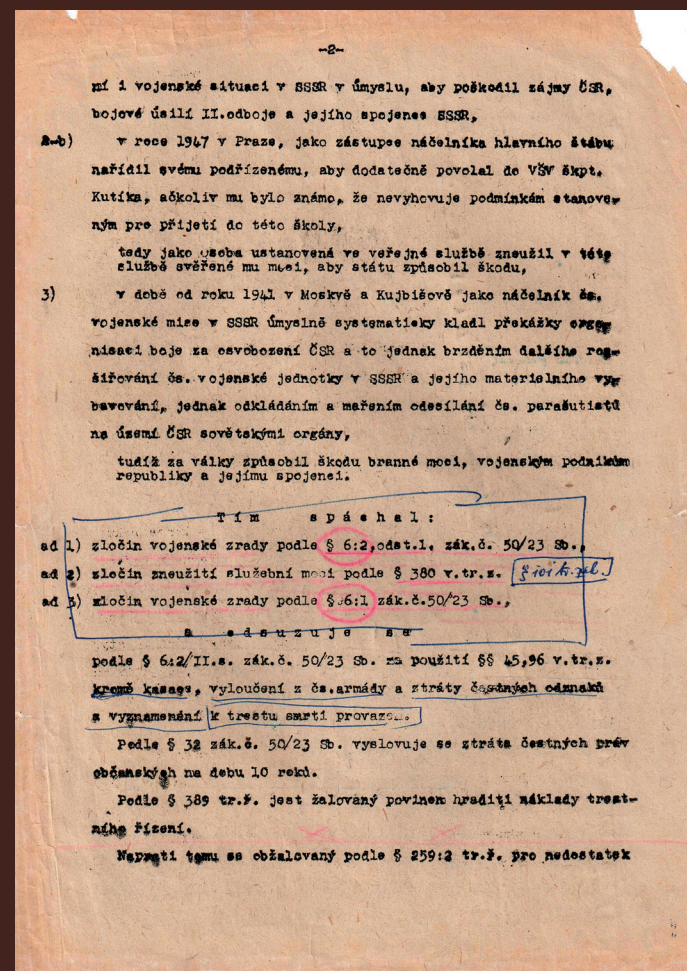 -2-
mí i vojenské situaci v SSSR v úmyslu, aby poškodil zájmy ČSR,
bojové úsilí II.odboje a jejího spojence SSSR,
2-b) v roce 1947 v Praze, jako zástupce náčelníka hlavního štábu
nařídil svému podřízenému, aby dodatečně povolal do VŠV škpt.
Kutíka, ačkoliv mu bylo známo, že nevyhovuje podmínkám stanove-
ným pro přijetí do této školy,
tedy jako osoba ustanovená ve veřejné službě zneužil v této
službě svěřené mu moci, aby státu způsobil škodu,
3) v době od roku 1941 v Moskvě a Kujbišově jako náčelník čs.
vojenské mise v SSSR úmyslně systematicky kladl překážky orga-
nisaci boje za osvobození ČSR a to jednak brzděním dalšího roz-
šiřování čs. vojenské jednotky v SSSR a jejího materielního vy-
bavování, jednak odkládáním a mařením odesílání čs. parašutistů
na území ČSR sovětskými orgány,
tudíž za války způsobil škodu branné moci, vojenským podnikům
republiky a jejímu spojenci.
Tím spáchal:
ad 1) zločin vojenské zrady podle § 6:2,odst.1. zák.č. 50/23 Sb.,
ad 2) zločin zneužití služební moci podle § 380 v.tr.z. § 101 tr.zák.
ad 3) zločin vojenské zrady podle § 6:1 zák.č.50/23 Sb.,
a odsuzuje se
podle § 6:2/II.s. zák.č. 50/23 Sb. za použití §§ 45,96 v.tr.z.
kromě kasace, vyloučení z čs.armády a ztráty čestných odznaků
a vyznamenání k trestu smrti provazem.
Podle § 32 zák.č. 50/23 Sb. vyslovuje se ztráta čestných práv
občanských na dobu 10 roků.
Podle § 389 tr.ř. jest žalovaný povinen hraditi náklady trest-
ního řízení.
Naproti tomu se obžalovaný podle § 259:2 tr.ř. pro nedostatek